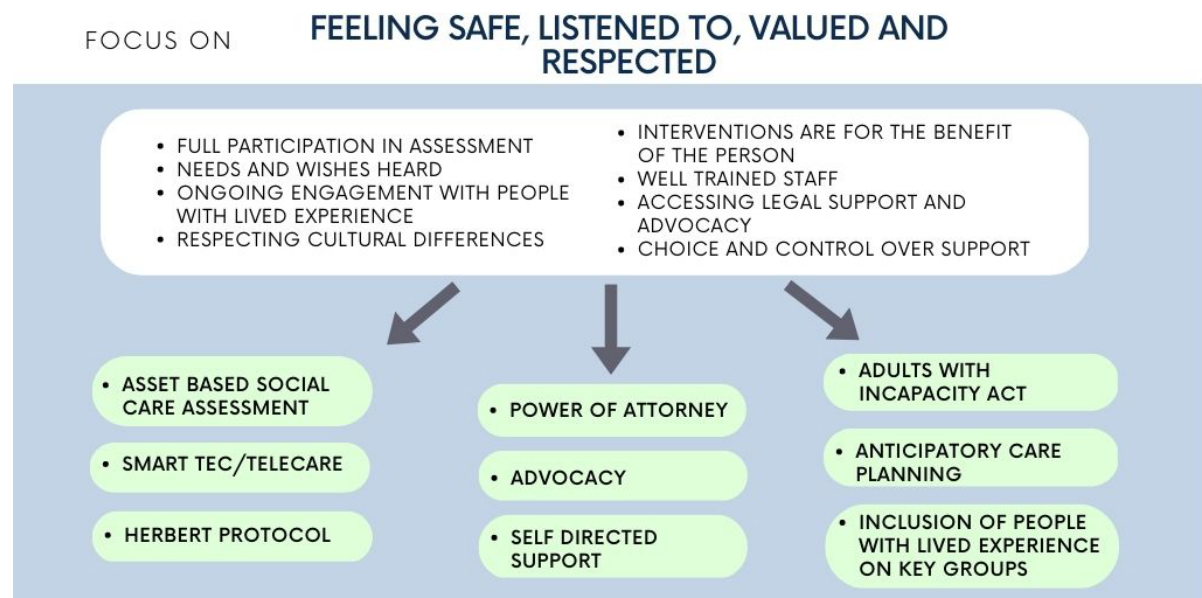 FOCUS ON
FEELING SAFE, LISTENED TO, VALUED AND
RESPECTED
• FULL PARTICIPATION IN ASSESSMENT
• NEEDS AND WISHES HEARD
• ONGOING ENGAGEMENT WITH PEOPLE
WITH LIVED EXPERIENCE
• RESPECTING CULTURAL DIFFERENCES
• INTERVENTIONS ARE FOR THE BENEFIT
OF THE PERSON
• WELL TRAINED STAFF
• ACCESSING LEGAL SUPPORT AND
ADVOCACY
• CHOICE AND CONTROL OVER SUPPORT
• ASSET BASED SOCIAL
CARE ASSESSMENT
• SMART TEC/TELECARE
• HERBERT PROTOCOL
• POWER OF ATTORNEY
• ADVOCACY
• SELF DIRECTED
SUPPORT
• ADULTS WITH
INCAPACITY ACT
• ANTICIPATORY CARE
PLANNING
• INCLUSION OF PEOPLE
WITH LIVED EXPERIENCE
ON KEY GROUPS